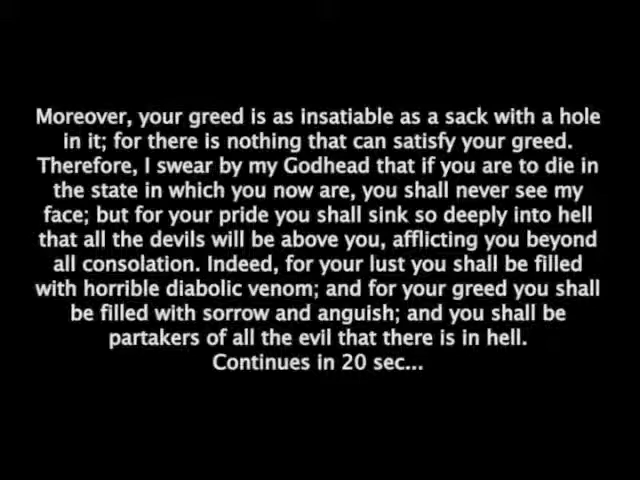 Moreover, your greed is as insatiable as a sack with a hole
in it; for there is nothing that can satisfy your greed.
Therefore, I swear by my Godhead that if you are to die in
the state in which you now are, you shall never see my
face; but for your pride you shall sink so deeply into hell
that all the devils will be above you, afflicting you beyond
all consolation. Indeed, for your lust you shall be filled
with horrible diabolic venom; and for your greed you shall
be filled with sorrow and anguish; and you shall be
partakers of all the evil that there is in hell.
Continues in 20 sec...